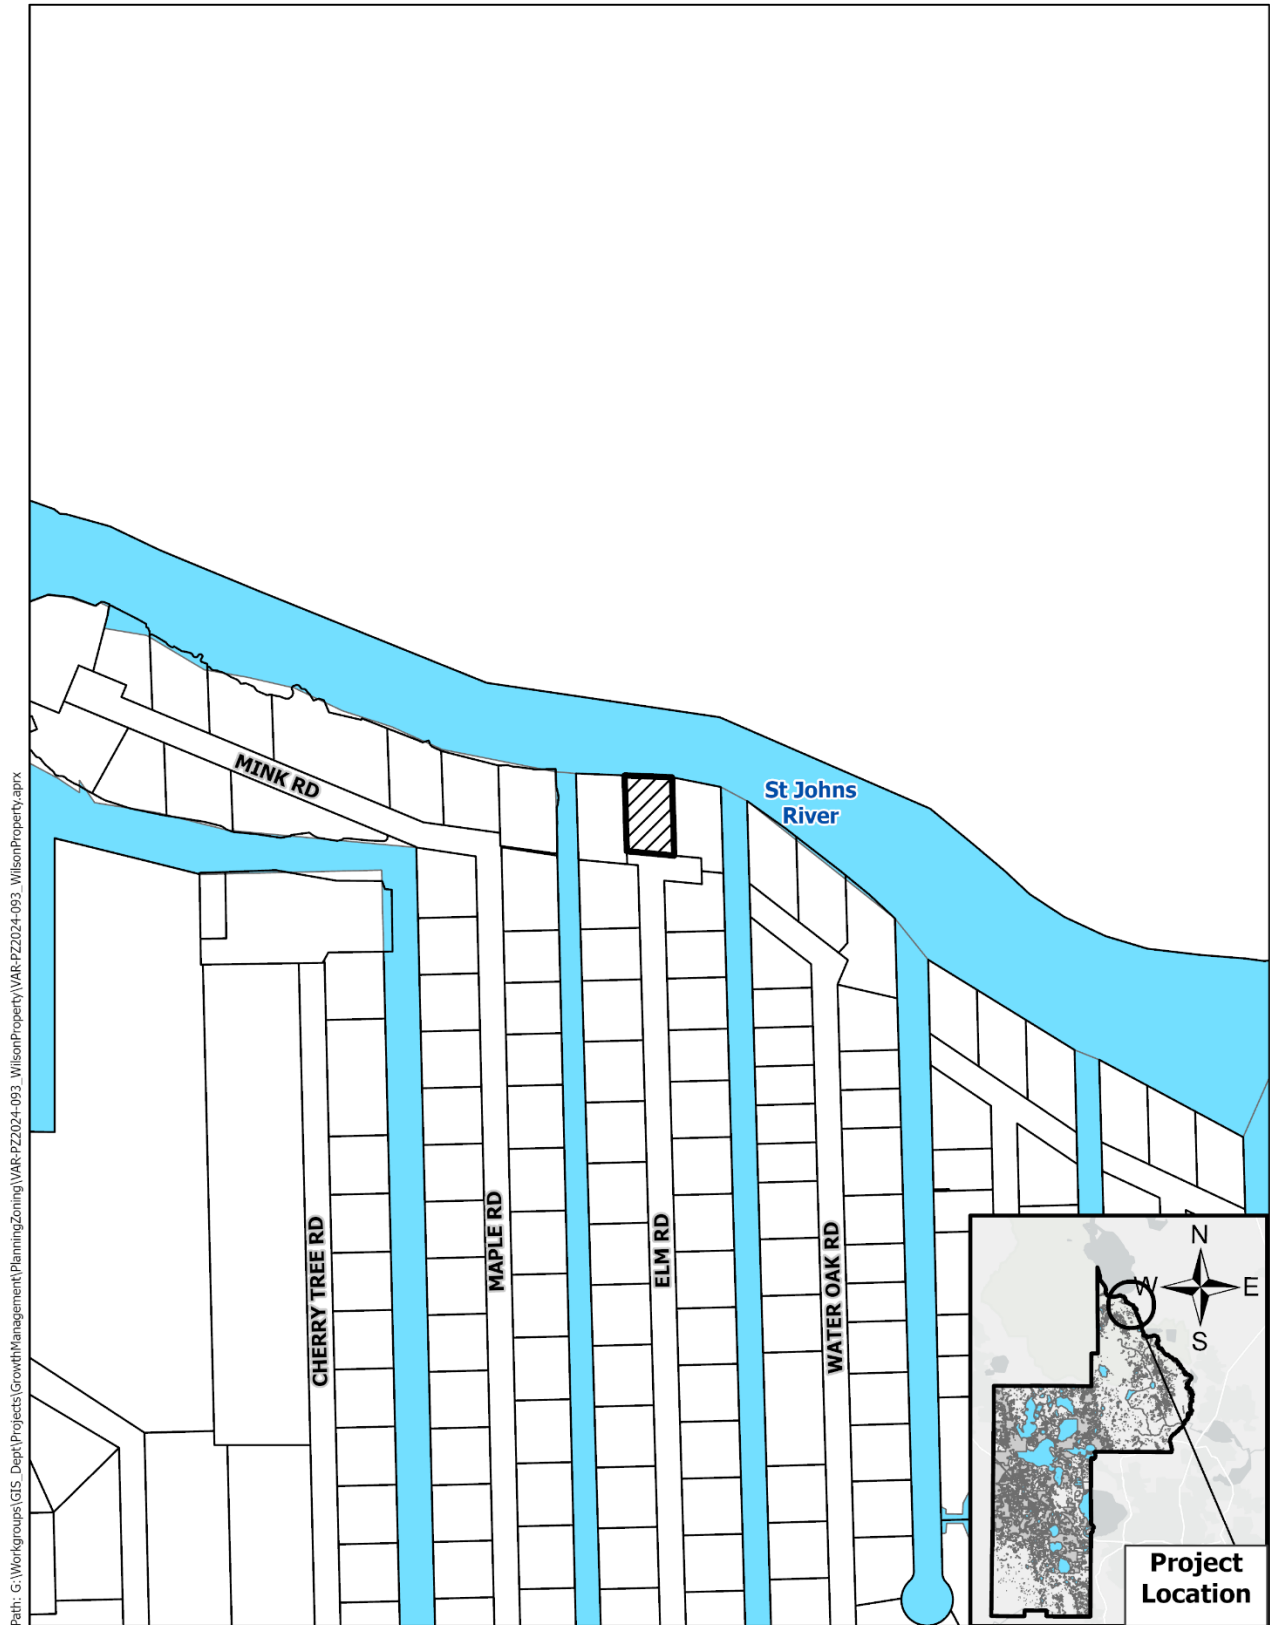 St Johns
River
MINK RD
CHERRY TREE RD
MAPLE RD
ELM RD
WATER OAK RD
N
W
E
S
Project
Location
Path: G:\Workgroups\GIS_Dept\Projects\GrowthManagement\PlanningZoning\VAR-PZ2024-093_WilsonProperty\VAR-PZ2024-093_WilsonProperty.aprx